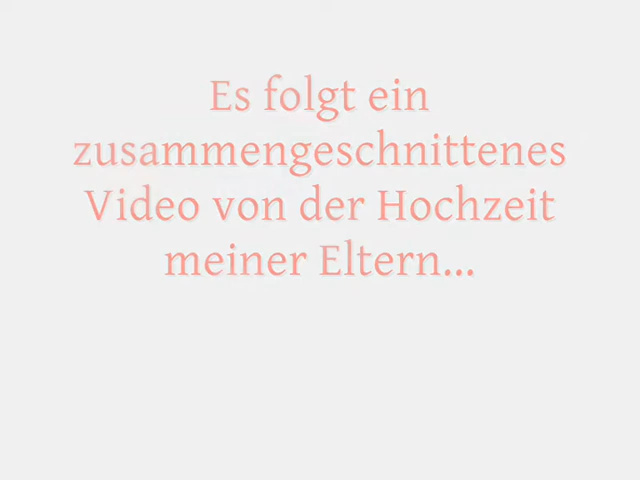 Es folgt ein
zusammengeschnittenes
Video von der Hochzeit
meiner Eltern...